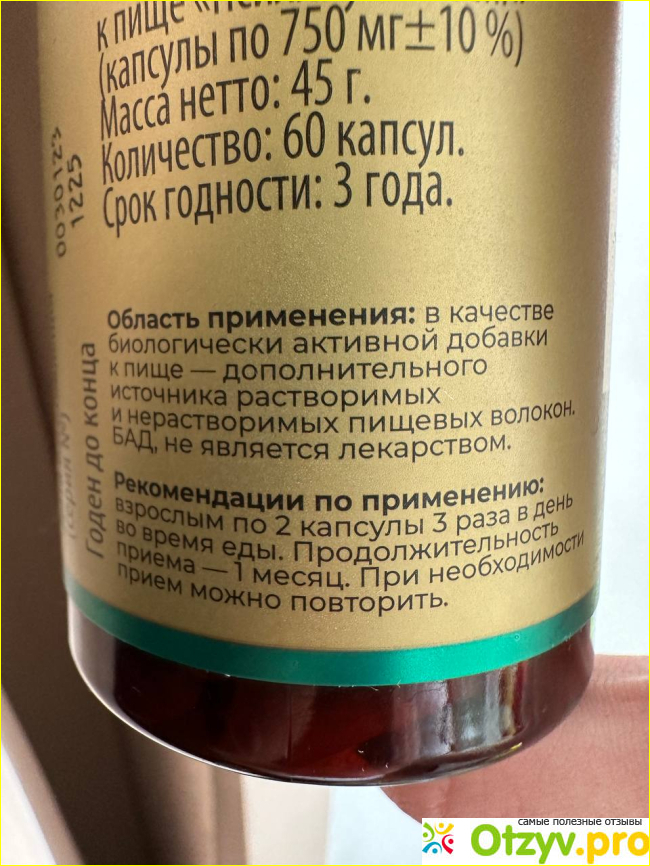 к пище
(капсулы по 750 мг±10 %)
Масса нетто: 45 г.
Количество: 60 капсул.
Срок годности: 3 года.
Область применения: в качестве
биологически активной добавки
к пище — дополнительного
источника растворимых
и нерастворимых пищевых волокон.
БАД, не является лекарством.
Рекомендации по применению:
взрослым по 2 капсулы 3 раза в день
во время еды. Продолжительность
приема — 1 месяц. При необходимости
прием можно повторить.
Годен до конца
0030123
1225
самые полезные отзывы
Otzyv.pro